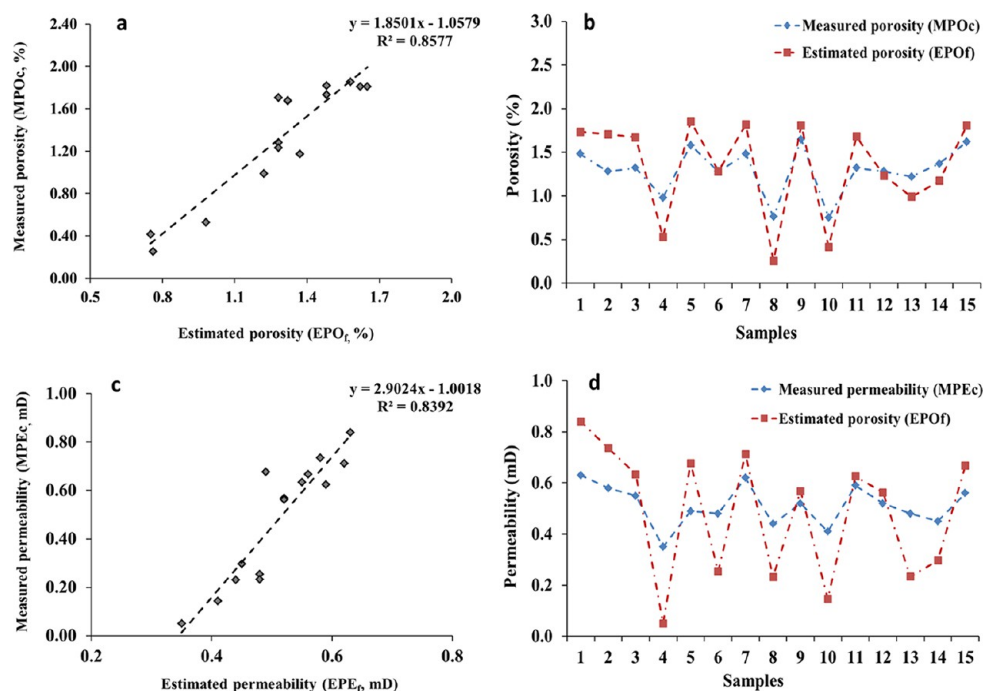 a
y = 1.8501x - 1.0579
R² = 0.8577
Measured porosity (MPOc, %)
2.40
2.00
1.60
1.20
0.80
0.40
0.00
0.5 0.8 1.1 1.4 1.7 2.0
Estimated porosity (EPOf, %)
b
Measured porosity (MPOc)
Estimated porosity (EPOf)
Porosity (%)
3.0
2.5
2.0
1.5
1.0
0.5
0.0
1 2 3 4 5 6 7 8 9 10 11 12 13 14 15
Samples
c
y = 2.9024x - 1.0018
R² = 0.8392
Measured permeability (MPEc, mD)
1.00
0.80
0.60
0.40
0.20
0.00
0.2 0.4 0.6 0.8
Estimated permeability (EPEf, mD)
d
Measured permeability (MPEc)
Estimated porosity (EPOf)
Permeability (mD)
1.0
0.8
0.6
0.4
0.2
0.0
1 2 3 4 5 6 7 8 9 10 11 12 13 14 15
Samples